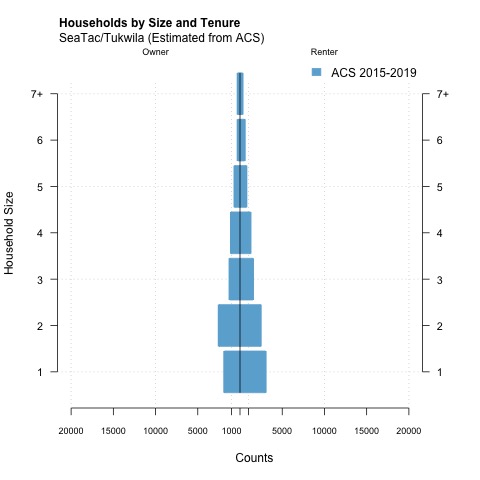 Households by Size and Tenure
SeaTac/Tukwila (Estimated from ACS)
Owner
Renter
ACS 2015-2019
7+
7+
6
6
5
5
4
4
3
3
2
2
1
1
Household Size
20000 15000 10000 5000 1000 5000 10000 15000 20000
Counts